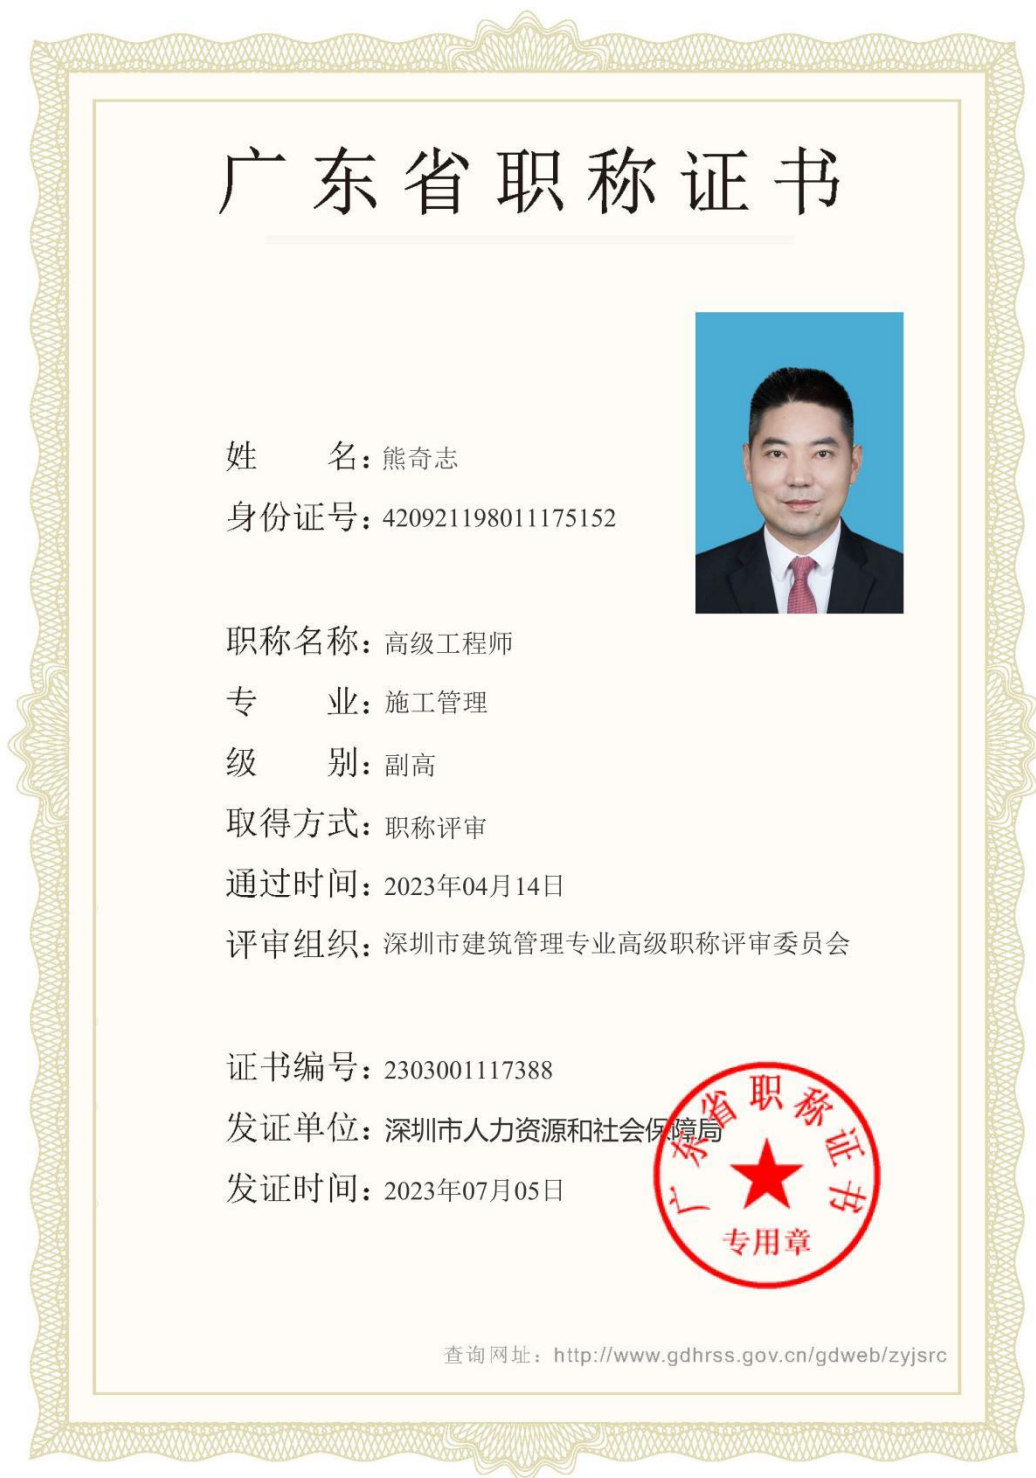 广东省职称证书
姓 名：熊奇志
身份证号：420921198011175152
职称名称：高级工程师
专 业：施工管理
级 别：副高
取得方式：职称评审
通过时间：2023年04月14日
评审组织：深圳市建筑管理专业高级职称评审委员会
证书编号：2303001117388
发证单位：深圳市人力资源和社会保障局
发证时间：2023年07月05日
广东省职称证书
专用章
查询网址：http://www.gdhrss.gov.cn/gdweb/zyjsrc